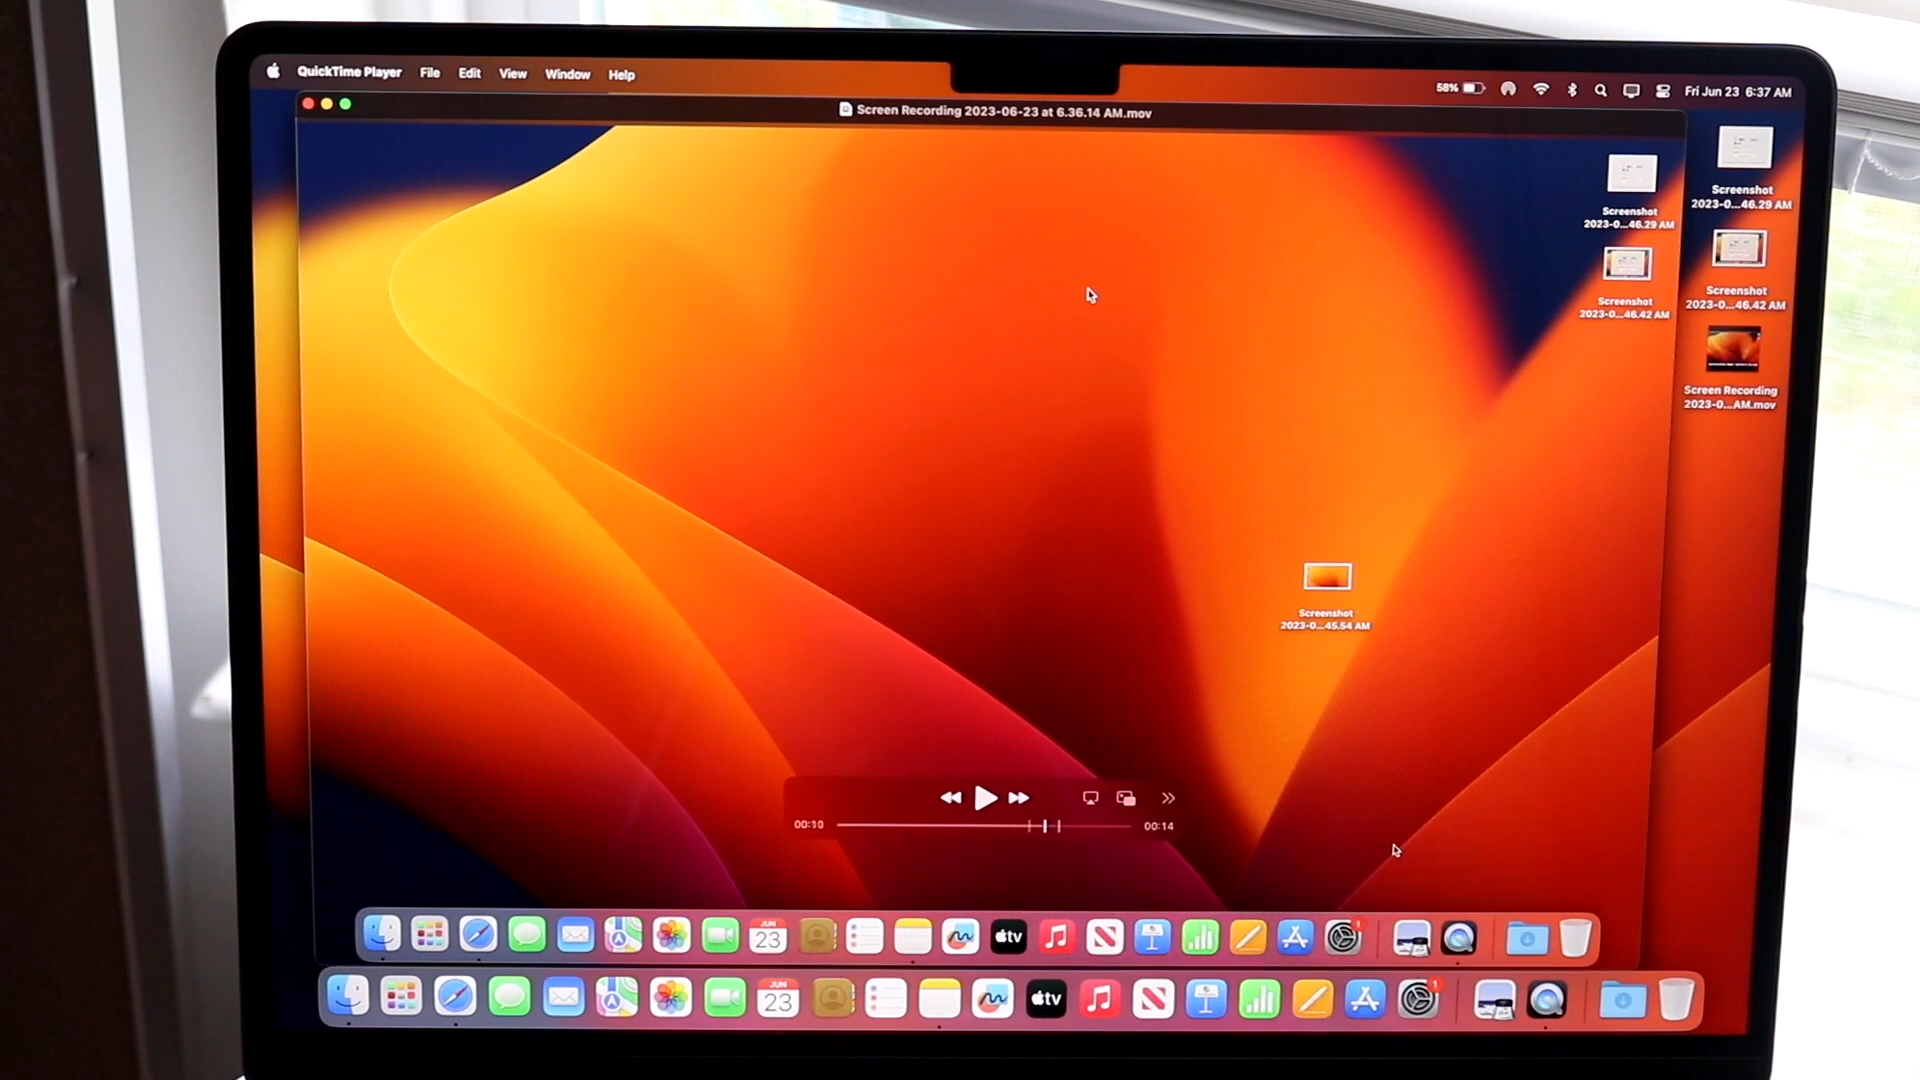 QuickTime Player File Edit View Window Help
58% Fri Jun 23 6:37 AM
Screen Recording 2023-06-23 at 6.36.14 AM.mov
Screenshot
2023-0...46.29 AM
Screenshot
2023-0...46.42 AM
Screenshot
2023-0...46.29 AM
Screenshot
2023-0...46.42 AM
Screen Recording
2023-0...AM.mov
Screenshot
2023-0...45.54 AM
00:10
00:14
JUN
23
tv
1
JUN
23
tv
1